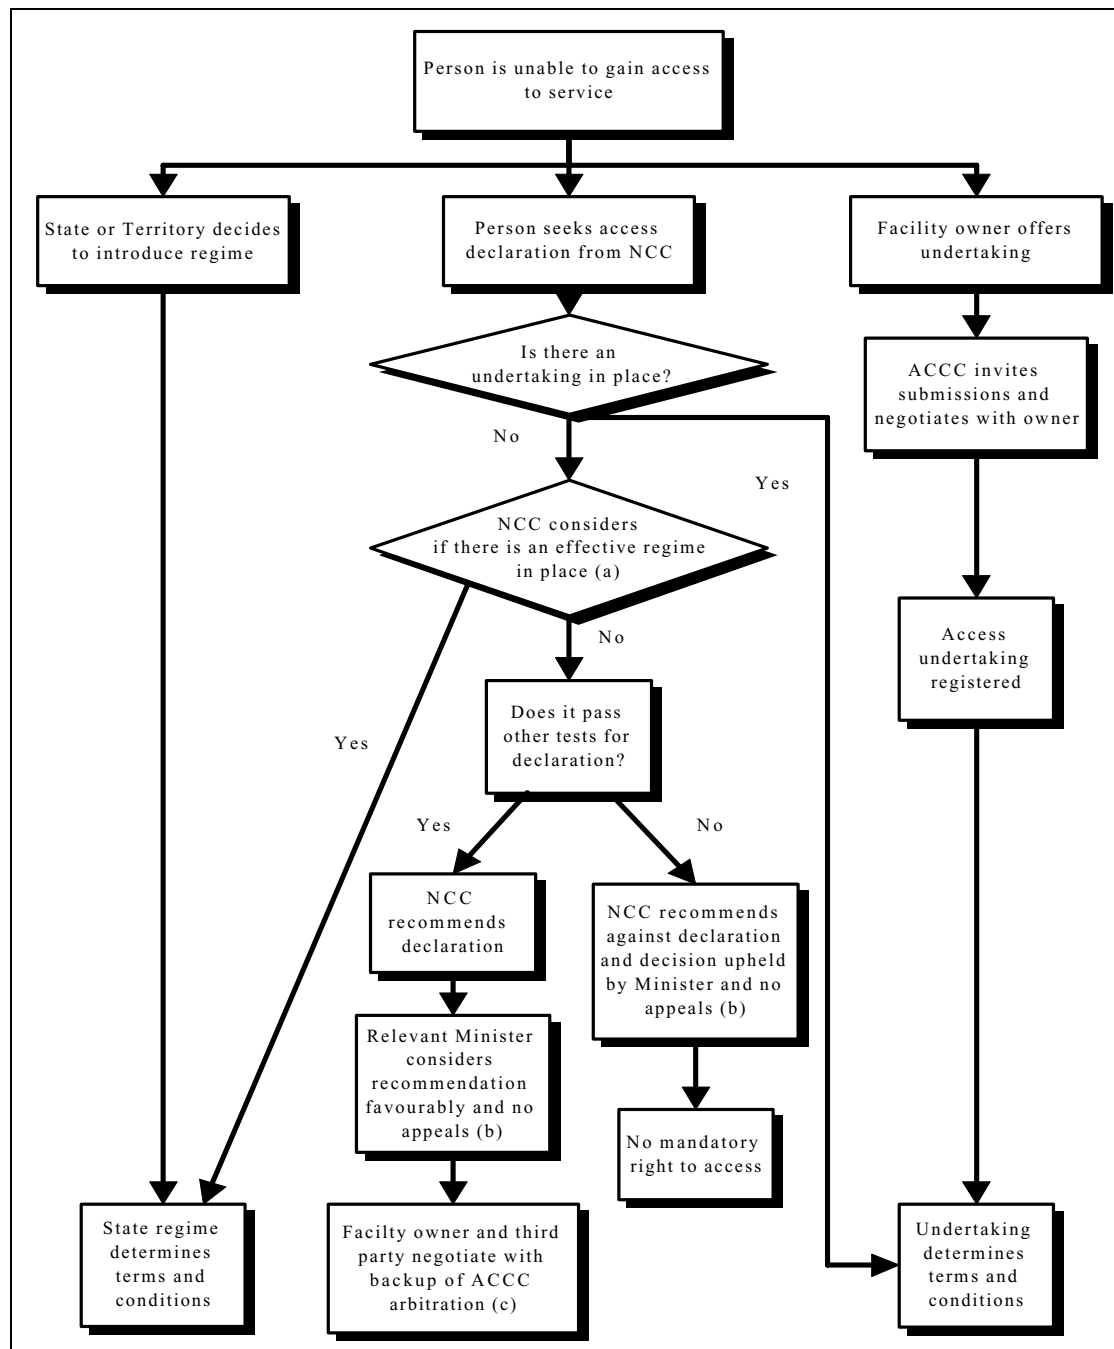 Person is unable to gain access
to service
State or Territory decides
to introduce regime
Person seeks access
declaration from NCC
Facility owner offers
undertaking
Is there an
undertaking in place?
ACCC invites
submissions and
negotiates with owner
No
Yes
NCC considers
if there is an effective regime
in place (a)
No
Access
undertaking
registered
Does it pass
other tests for
declaration?
Yes
Yes
No
NCC
recommends
declaration
NCC recommends
against declaration
and decision upheld
by Minister and no
appeals (b)
Relevant Minister
considers
recommendation
favourably and no
appeals (b)
No mandatory
right to access
State regime
determines
terms and
conditions
Facilty owner and third
party negotiate with
backup of ACCC
arbitration (c)
Undertaking
determines
terms and
conditions